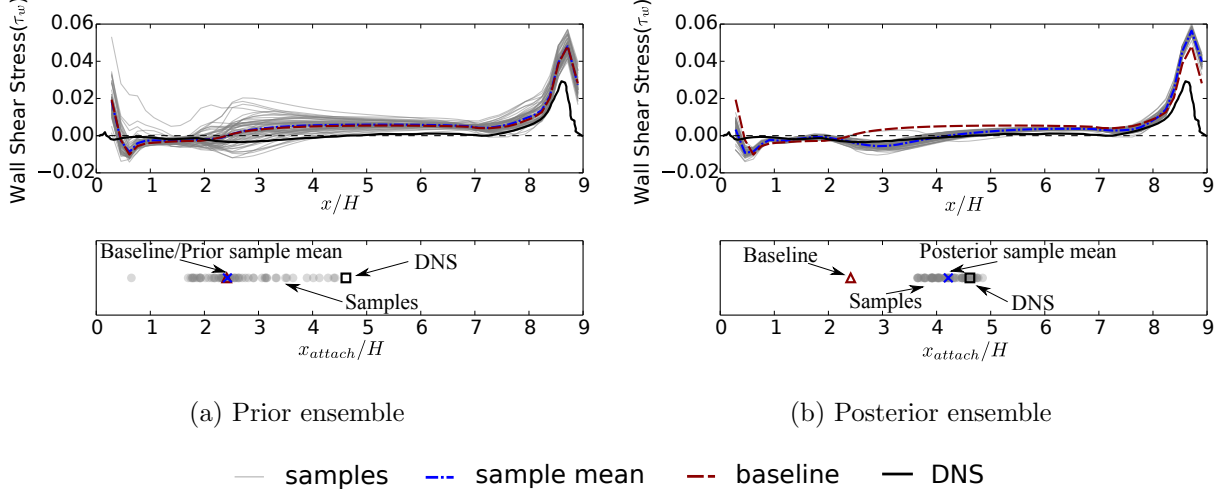 Wall Shear Stress(τ_w)
0.06
0.04
0.02
0.00
−0.02
0 1 2 3 4 5 6 7 8 9
x/H
Baseline/Prior sample mean
DNS
Samples
0 1 2 3 4 5 6 7 8 9
x_attach/H
(a) Prior ensemble
Wall Shear Stress(τ_w)
0.06
0.04
0.02
0.00
−0.02
0 1 2 3 4 5 6 7 8 9
x/H
Posterior sample mean
Baseline
Samples
DNS
0 1 2 3 4 5 6 7 8 9
x_attach/H
(b) Posterior ensemble
samples sample mean baseline DNS